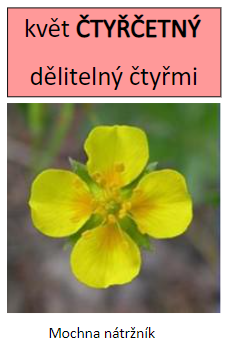 květ ČTYŘČETNÝ
dělitelný čtyřmi
Mochna nátržník